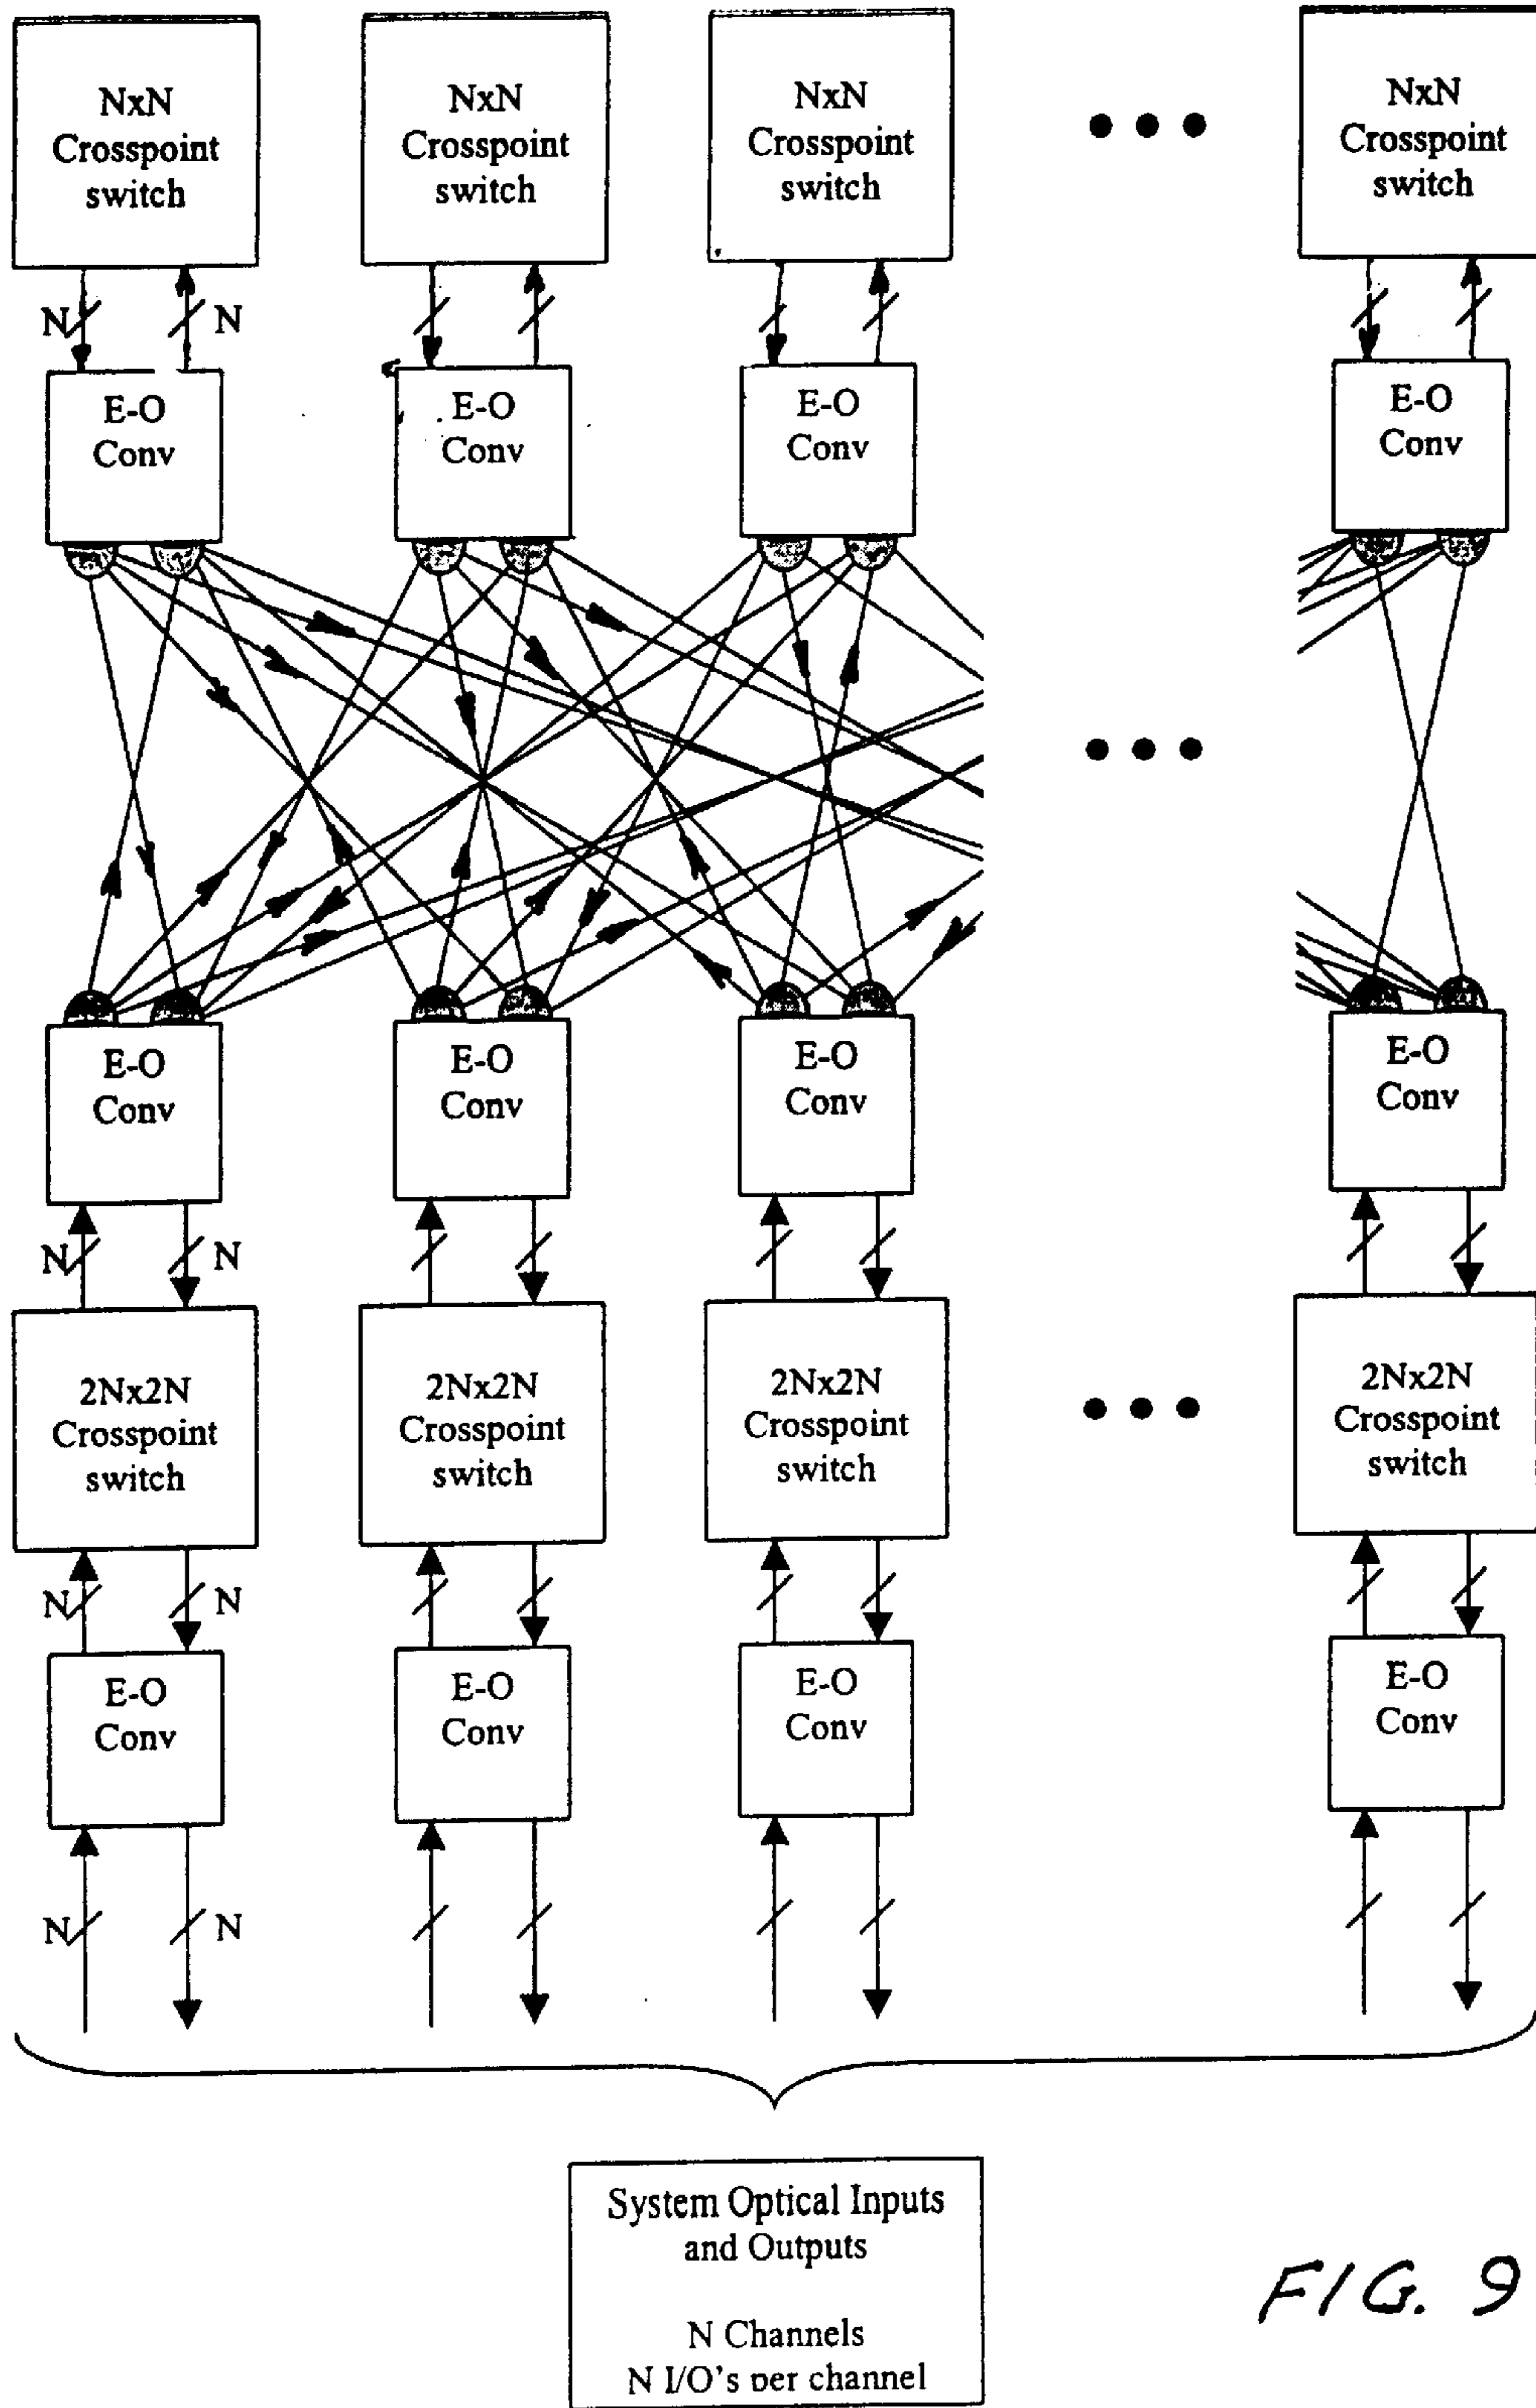 NxN
Crosspoint
switch
NxN
Crosspoint
switch
NxN
Crosspoint
switch
NxN
Crosspoint
switch
N
N
E-O
Conv
E-O
Conv
E-O
Conv
E-O
Conv
E-O
Conv
E-O
Conv
E-O
Conv
E-O
Conv
N
N
2Nx2N
Crosspoint
switch
2Nx2N
Crosspoint
switch
2Nx2N
Crosspoint
switch
2Nx2N
Crosspoint
switch
N
N
E-O
Conv
E-O
Conv
E-O
Conv
E-O
Conv
N
N
System Optical Inputs
and Outputs
N Channels
N I/O's per channel
FIG. 9